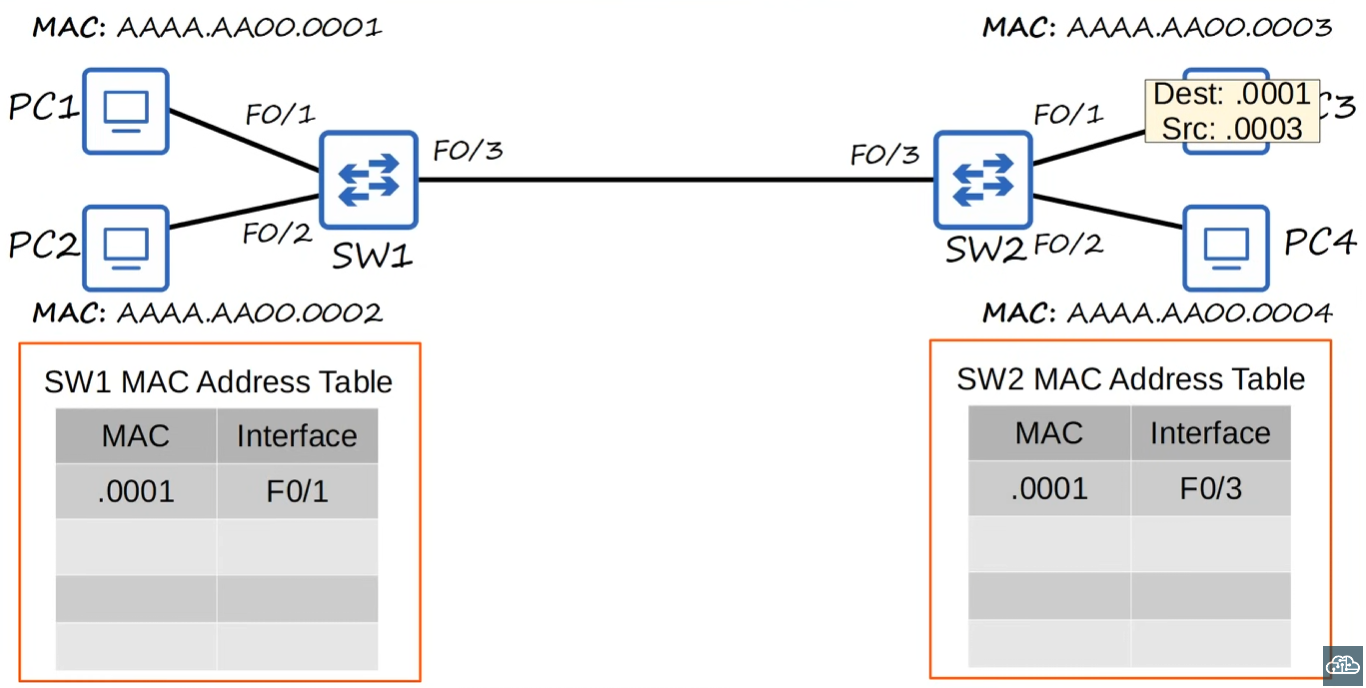 MAC: AAAA.AA00.0001
MAC: AAAA.AA00.0003
PC1
F0/1
F0/3
F0/3
F0/1
Dest: .0001
Src: .0003
C3
PC2
F0/2
SW1
SW2
F0/2
PC4
MAC: AAAA.AA00.0002
MAC: AAAA.AA00.0004
SW1 MAC Address Table
MAC Interface
.0001 F0/1
SW2 MAC Address Table
MAC Interface
.0001 F0/3